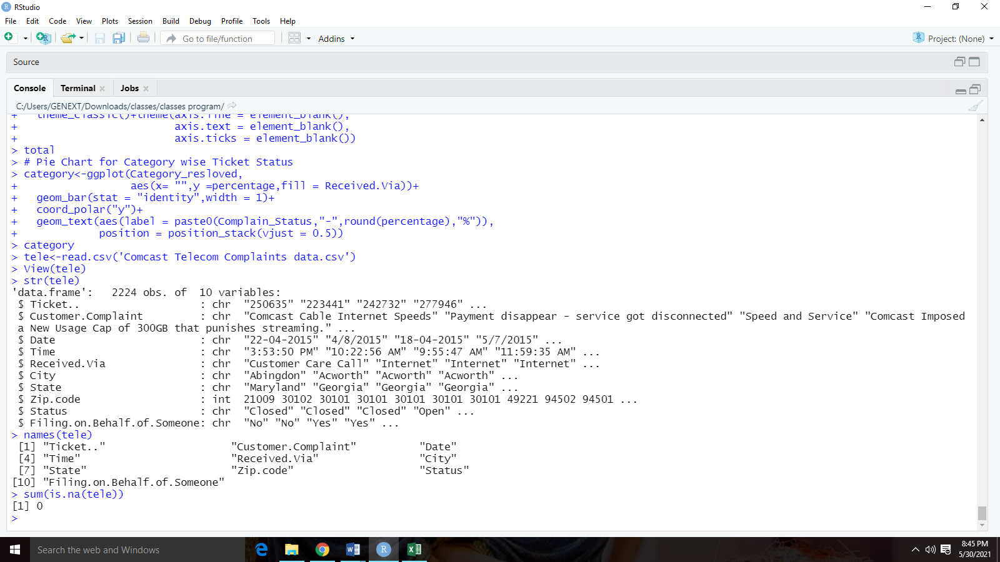 RStudio
File Edit Code View Plots Session Build Debug Profile Tools Help
Go to file/function Addins Project: (None)
Source
Console Terminal Jobs
C:/Users/GENEXT/Downloads/classes/classes program/
+   theme_classic()+theme(axis.line = element_blank(),
+                         axis.text = element_blank(),
+                         axis.ticks = element_blank())
> total
> # Pie Chart for Category wise Ticket Status
> category<-ggplot(Category_resloved,
+                  aes(x= "",y =percentage,fill = Received.Via))+
+   geom_bar(stat = "identity",width = 1)+
+   coord_polar("y")+
+   geom_text(aes(label = paste0(Complain_Status,"-",round(percentage),"%")),
+             position = position_stack(vjust = 0.5))
> category
> tele<-read.csv('Comcast Telecom Complaints data.csv')
> View(tele)
> str(tele)
'data.frame':   2224 obs. of  10 variables:
 $ Ticket..                   : chr  "250635" "223441" "242732" "277946" ...
 $ Customer.Complaint         : chr  "Comcast Cable Internet Speeds" "Payment disappear - service got disconnected" "Speed and Service" "Comcast Imposed
 a New Usage Cap of 300GB that punishes streaming." ...
 $ Date                       : chr  "22-04-2015" "4/8/2015" "18-04-2015" "5/7/2015" ...
 $ Time                       : chr  "3:53:50 PM" "10:22:56 AM" "9:55:47 AM" "11:59:35 AM" ...
 $ Received.Via               : chr  "Customer Care Call" "Internet" "Internet" "Internet" ...
 $ City                       : chr  "Abingdon" "Acworth" "Acworth" "Acworth" ...
 $ State                      : chr  "Maryland" "Georgia" "Georgia" "Georgia" ...
 $ Zip.code                   : int  21009 30102 30101 30101 30101 30101 30101 49221 94502 94501 ...
 $ Status                     : chr  "Closed" "Closed" "Closed" "Open" ...
 $ Filing.on.Behalf.of.Someone: chr  "No" "No" "Yes" "Yes" ...
> names(tele)
 [1] "Ticket.."                    "Customer.Complaint"          "Date"
 [4] "Time"                        "Received.Via"                "City"
 [7] "State"                       "Zip.code"                    "Status"
[10] "Filing.on.Behalf.of.Someone"
> sum(is.na(tele))
[1] 0
>
Search the web and Windows
8:45 PM
5/30/2021